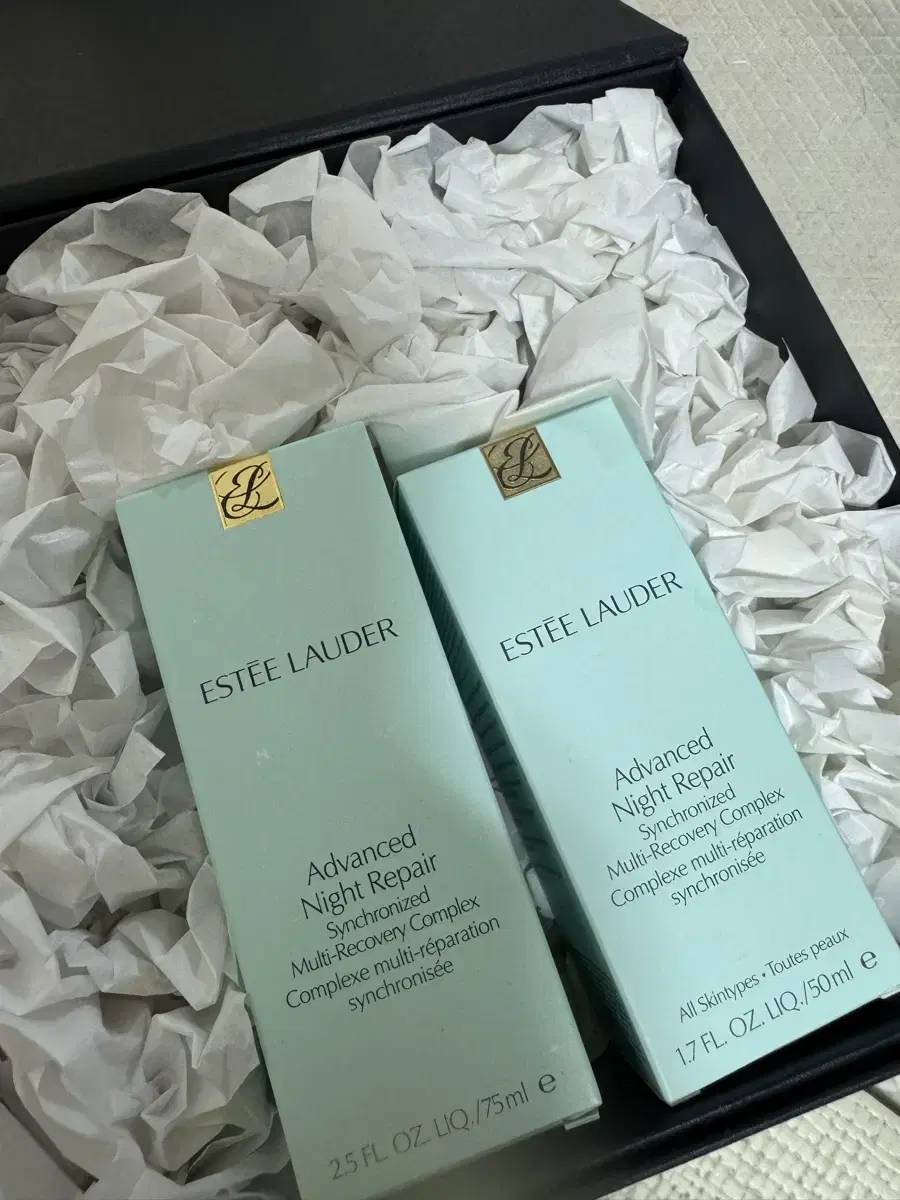 EL
ESTĒE LAUDER
Advanced
Night Repair
Synchronized
Multi-Recovery Complex
Complexe multi-réparation
synchronisée
2.5 FL. OZ. LIQ./75ml e
EL
ESTĒE LAUDER
Advanced
Night Repair
Synchronized
Multi-Recovery Complex
Complexe multi-réparation
synchronisée
All Skintypes • Toutes peaux
1.7 FL. OZ. LIQ./50ml e